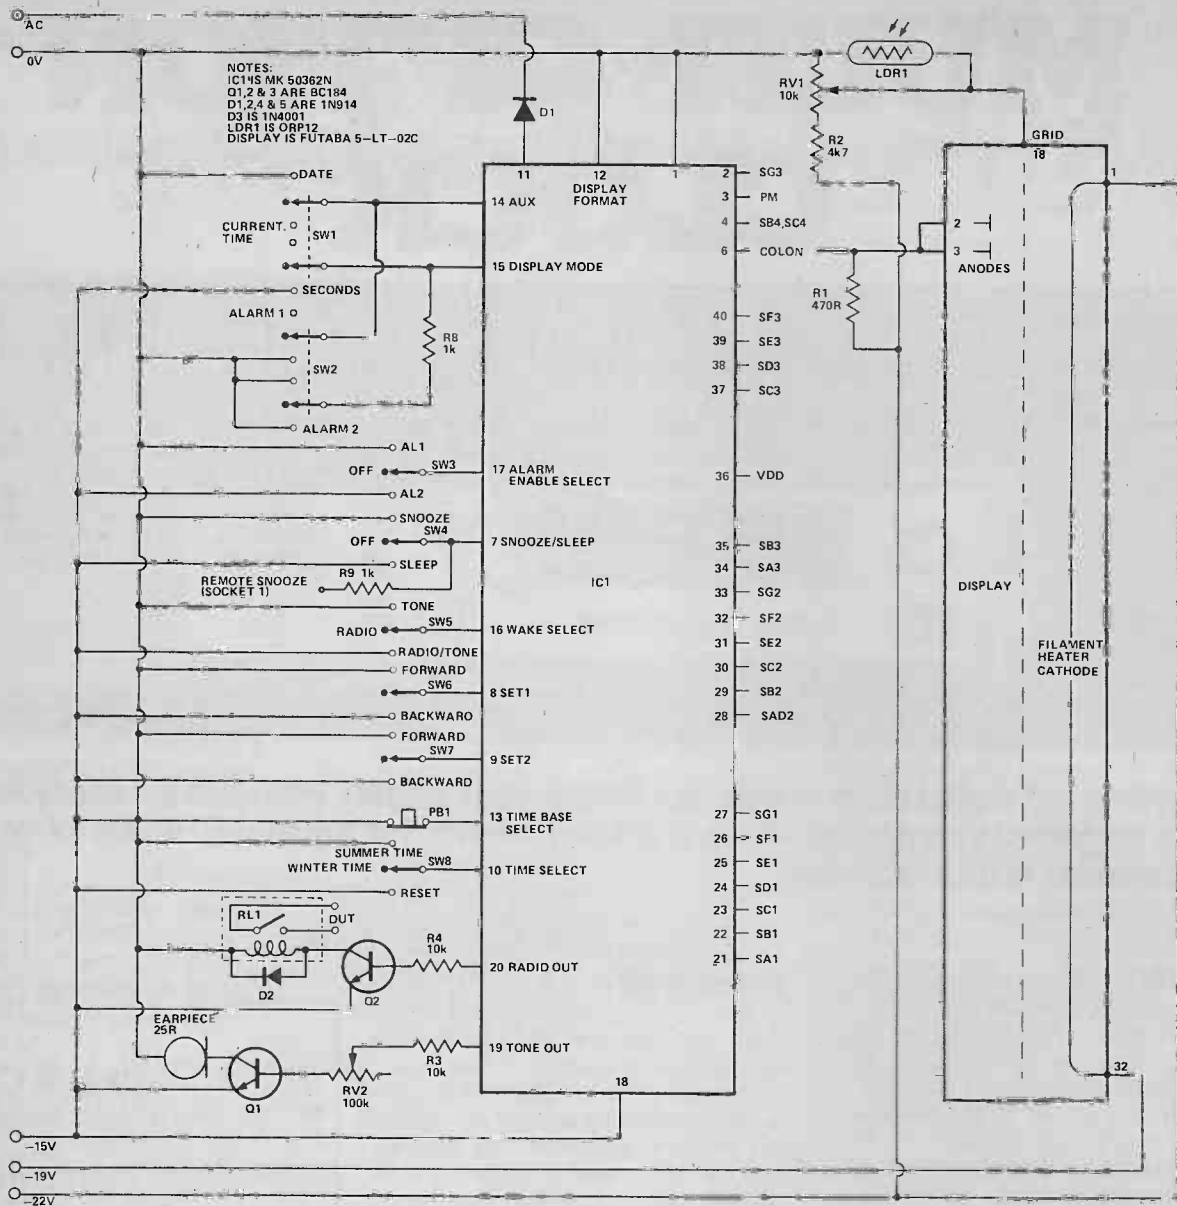 AC
0V
NOTES:
IC1 IS MK 50362N
Q1,2 & 3 ARE BC184
D1,2,4 & 5 ARE 1N914
D3 IS 1N4001
LDR1 IS ORP12
DISPLAY IS FUTABA 5-LT-02C
D1
LDR1
RV1
10k
R2
4k7
GRID
18
1
11
12
1
DISPLAY
FORMAT
2 SG3
3 PM
4 SB4,SC4
6 COLON
40 SF3
39 SE3
38 SD3
37 SC3
36 VDD
35 SB3
34 SA3
33 SG2
32 SF2
31 SE2
30 SC2
29 SB2
28 SAD2
27 SG1
26 SF1
25 SE1
24 SD1
23 SC1
22 SB1
21 SA1
DATE
14 AUX
CURRENT.
TIME
SW1
15 DISPLAY MODE
SECONDS
ALARM 1
R8
1k
SW2
ALARM 2
AL1
OFF
SW3
17 ALARM
ENABLE SELECT
AL2
SNOOZE
SW4
OFF
7 SNOOZE/SLEEP
SLEEP
R9 1k
REMOTE SNOOZE
(SOCKET 1)
IC1
TONE
RADIO
SW5
16 WAKE SELECT
RADIO/TONE
FORWARD
SW6
8 SET1
BACKWARO
FORWARD
SW7
9 SET2
BACKWARD
PB1
13 TIME BASE
SELECT
SUMMER TIME
WINTER TIME
SW8
10 TIME SELECT
RESET
RL1
OUT
D2
Q2
R4
10k
20 RADIO OUT
EARPIECE
25R
Q1
RV2
100k
R3
10k
19 TONE OUT
18
R1
470R
2
3
ANODES
DISPLAY
FILAMENT
HEATER
CATHODE
32
-15V
-19V
-22V